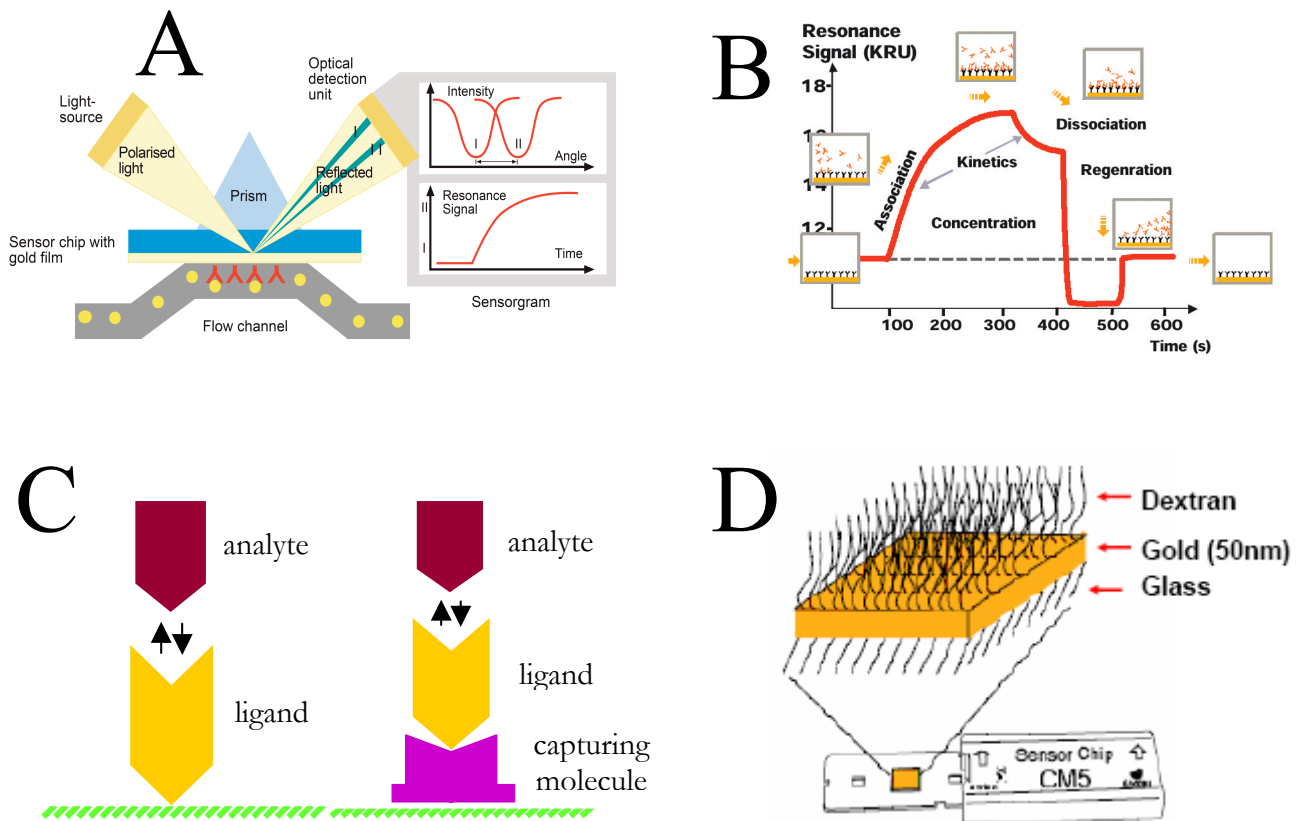 A
Light-
source
Polarised
light
Prism
Optical
detection
unit
I
II
Reflected
light
Sensor chip with
gold film
Flow channel
Intensity
I
II
Angle
Resonance
Signal
II
I
Time
Sensorgram
B
Resonance
Signal (KRU)
18
14
12
Association
Kinetics
Concentration
Dissociation
Regenration
100 200 300 400 500 600
Time (s)
C
analyte
ligand
analyte
ligand
capturing
molecule
D
Dextran
Gold (50nm)
Glass
Sensor Chip
CM5